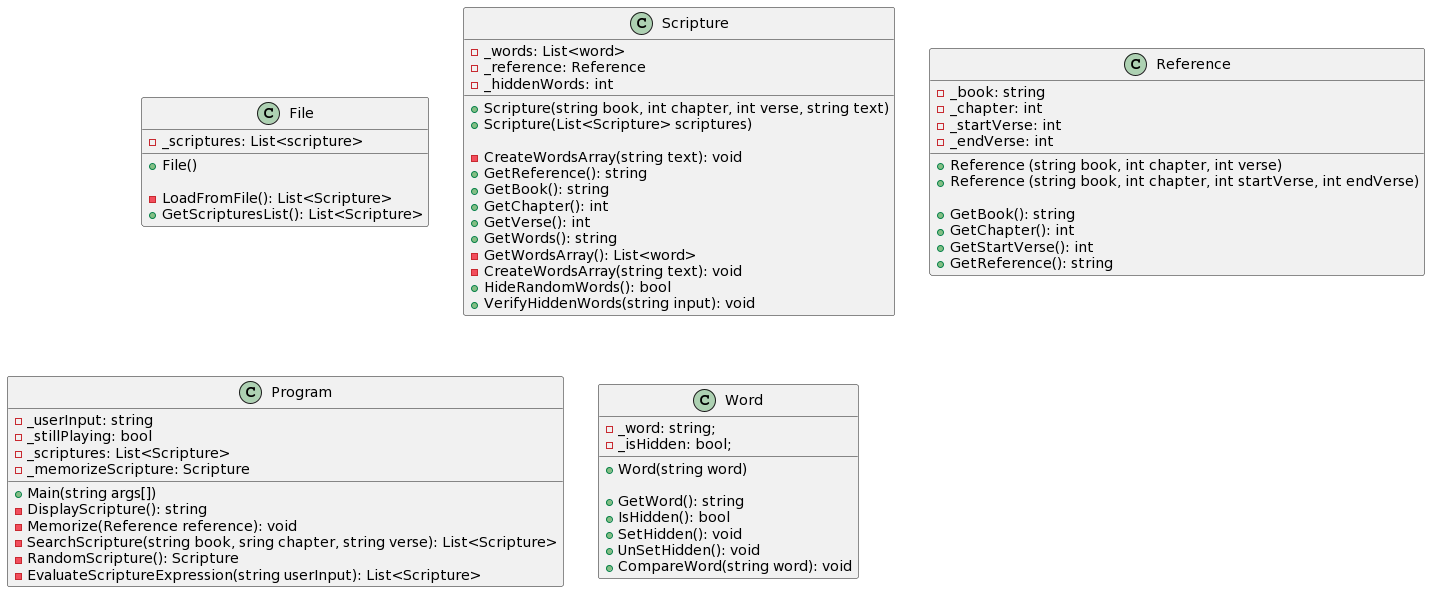 C File
_scriptures: List<scripture>
File()
LoadFromFile(): List<Scripture>
GetScripturesList(): List<Scripture>
C Scripture
_words: List<word>
_reference: Reference
_hiddenWords: int
Scripture(string book, int chapter, int verse, string text)
Scripture(List<Scripture> scriptures)
CreateWordsArray(string text): void
GetReference(): string
GetBook(): string
GetChapter(): int
GetVerse(): int
GetWords(): string
GetWordsArray(): List<word>
CreateWordsArray(string text): void
HideRandomWords(): bool
VerifyHiddenWords(string input): void
C Reference
_book: string
_chapter: int
_startVerse: int
_endVerse: int
Reference (string book, int chapter, int verse)
Reference (string book, int chapter, int startVerse, int endVerse)
GetBook(): string
GetChapter(): int
GetStartVerse(): int
GetReference(): string
C Program
_userInput: string
_stillPlaying: bool
_scriptures: List<Scripture>
_memorizeScripture: Scripture
Main(string args[])
DisplayScripture(): string
Memorize(Reference reference): void
SearchScripture(string book, sring chapter, string verse): List<Scripture>
RandomScripture(): Scripture
EvaluateScriptureExpression(string userInput): List<Scripture>
C Word
_word: string;
_isHidden: bool;
Word(string word)
GetWord(): string
IsHidden(): bool
SetHidden(): void
UnSetHidden(): void
CompareWord(string word): void